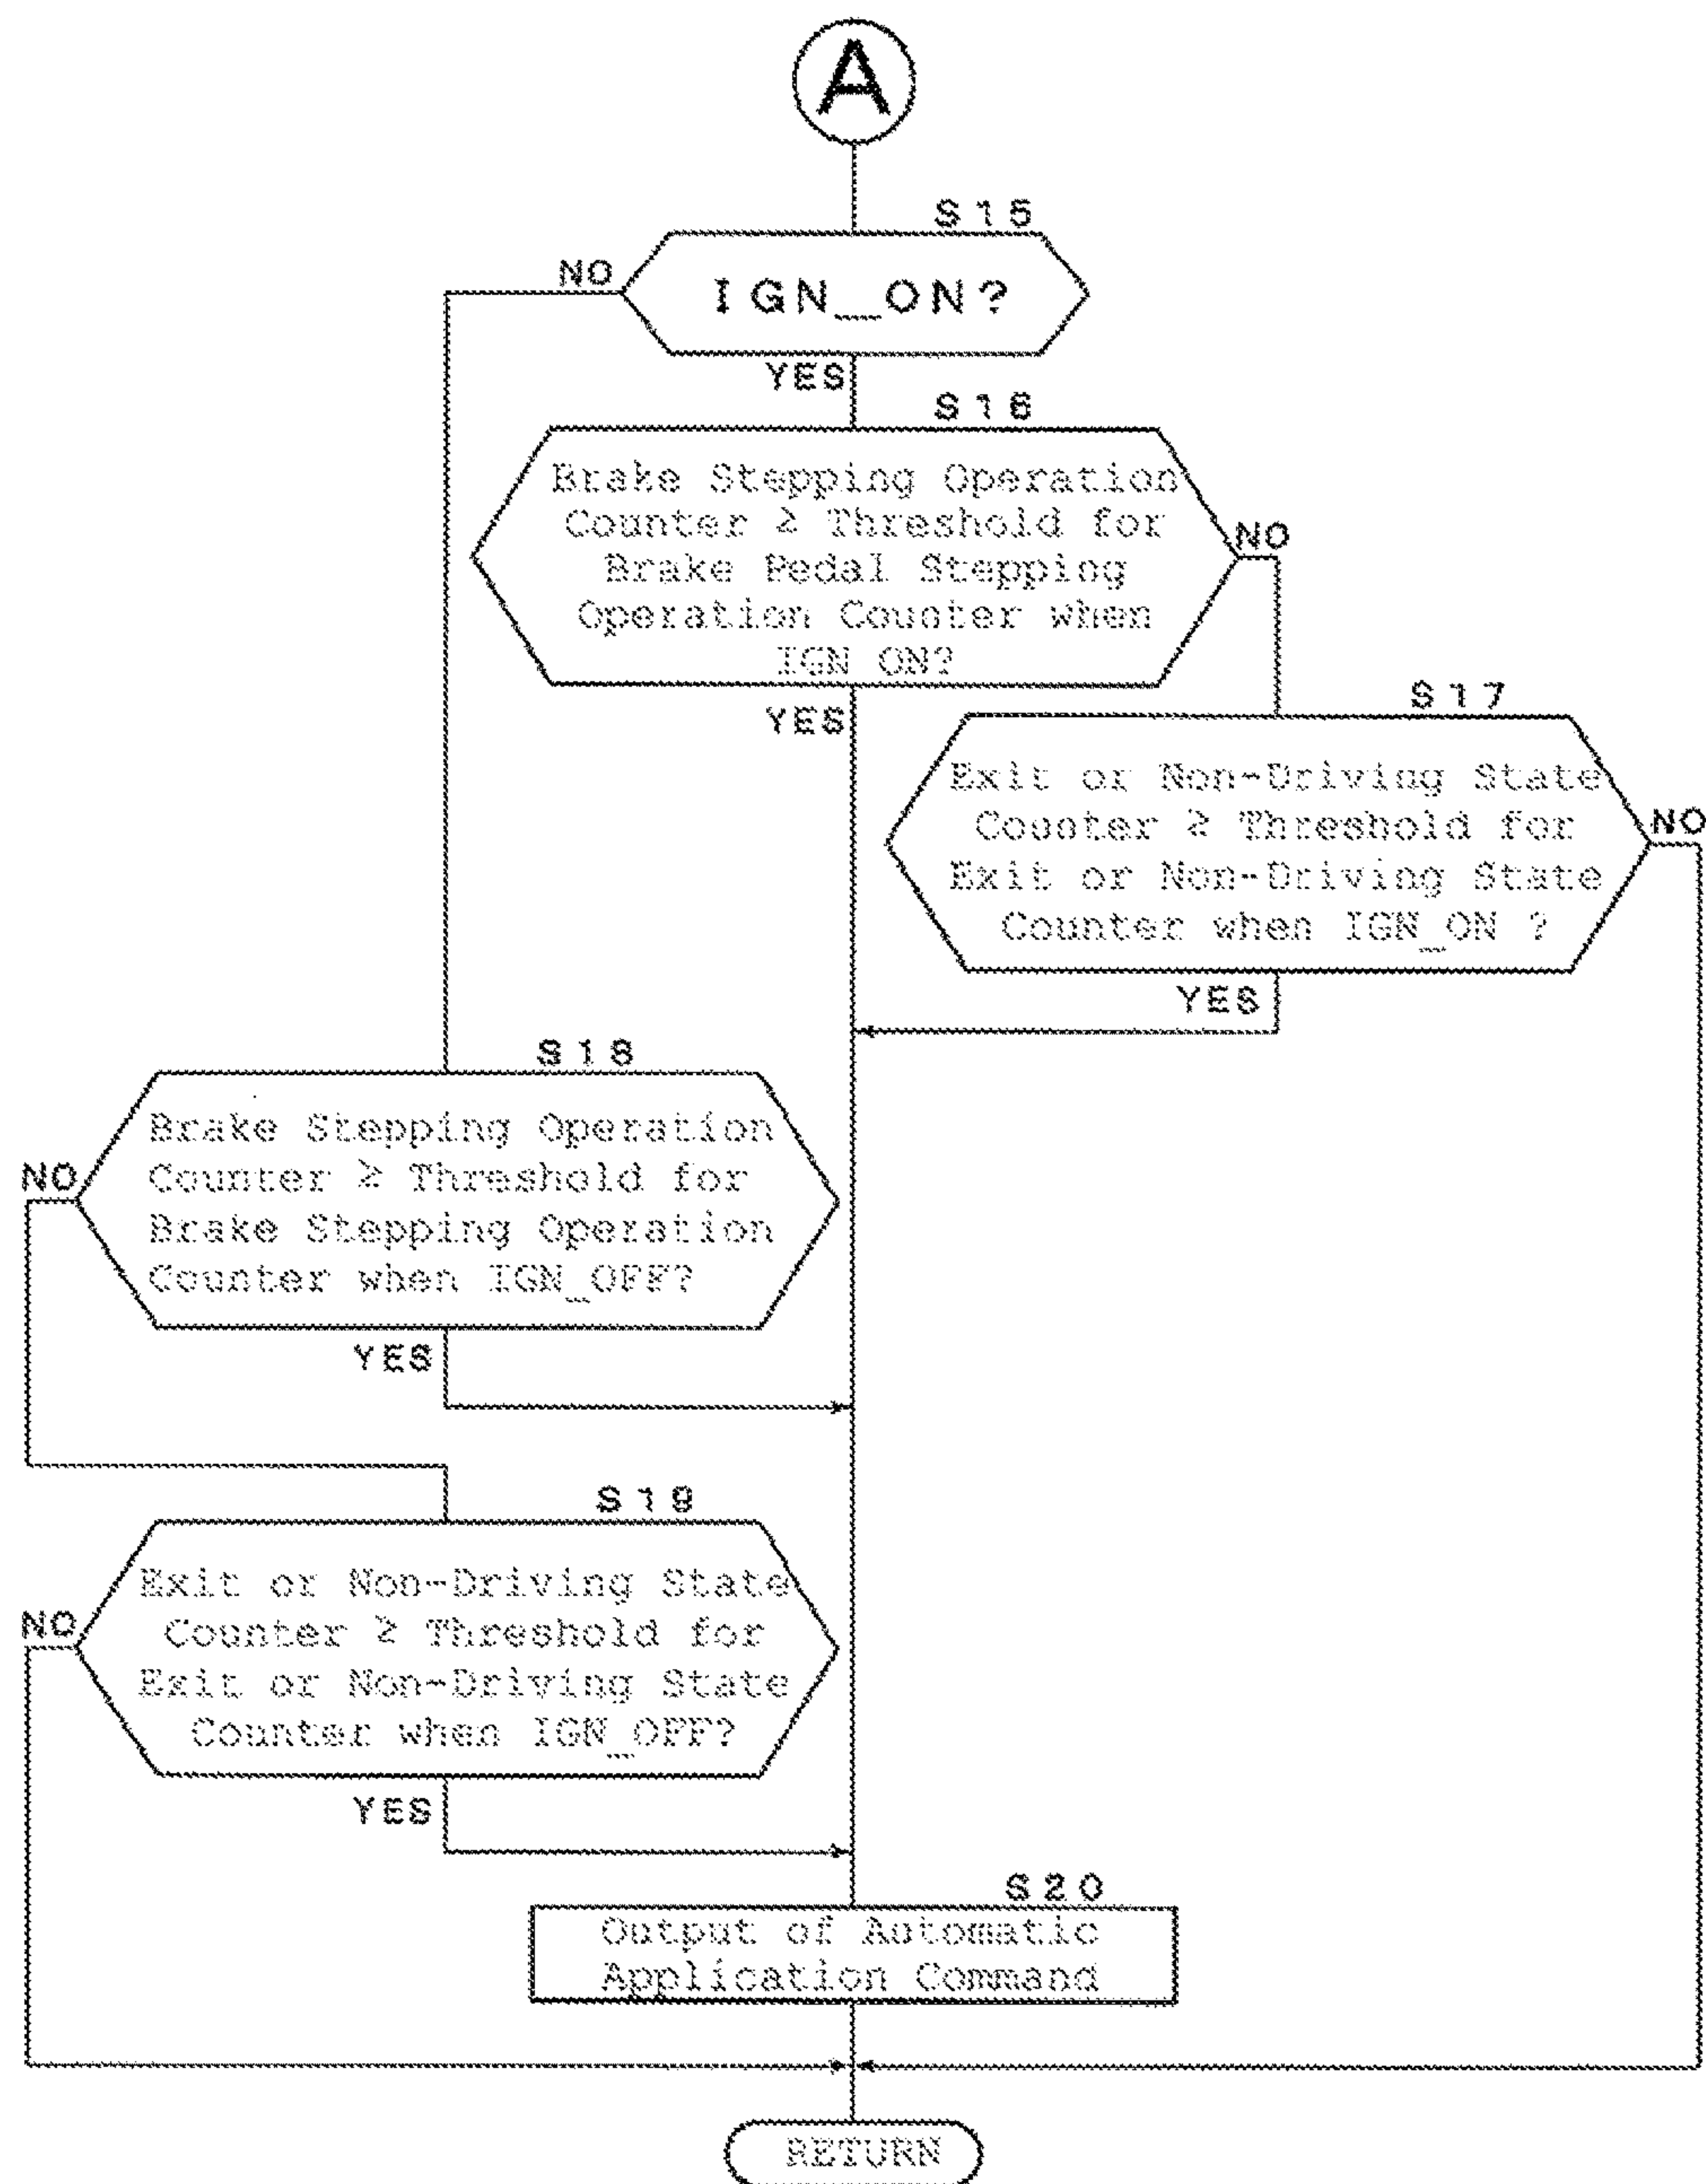 A
S15
NO
IGN_ON?
YES
S16
Brake Stepping Operation
Counter ≥ Threshold for
Brake Pedal Stepping
Operation Counter when
IGN ON?
NO
YES
S17
Exit or Non-Driving State
Counter ≥ Threshold for
Exit or Non-Driving State
Counter when IGN_ON ?
NO
YES
S18
Brake Stepping Operation
Counter ≥ Threshold for
Brake Stepping Operation
Counter when IGN_OFF?
NO
YES
S19
Exit or Non-Driving State
Counter ≥ Threshold for
Exit or Non-Driving State
Counter when IGN_OFF?
NO
YES
S20
Output of Automatic
Application Command
RETURN